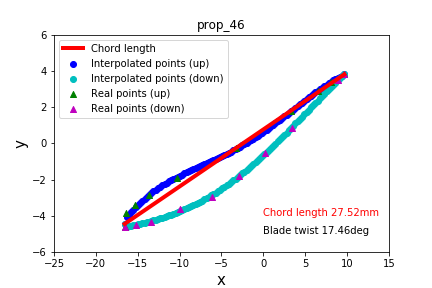 prop_46
Chord length
Interpolated points (up)
Interpolated points (down)
Real points (up)
Real points (down)
6
4
2
0
−2
−4
−6
y
Chord length 27.52mm
Blade twist 17.46deg
−25
−20
−15
−10
−5
0
5
10
15
x